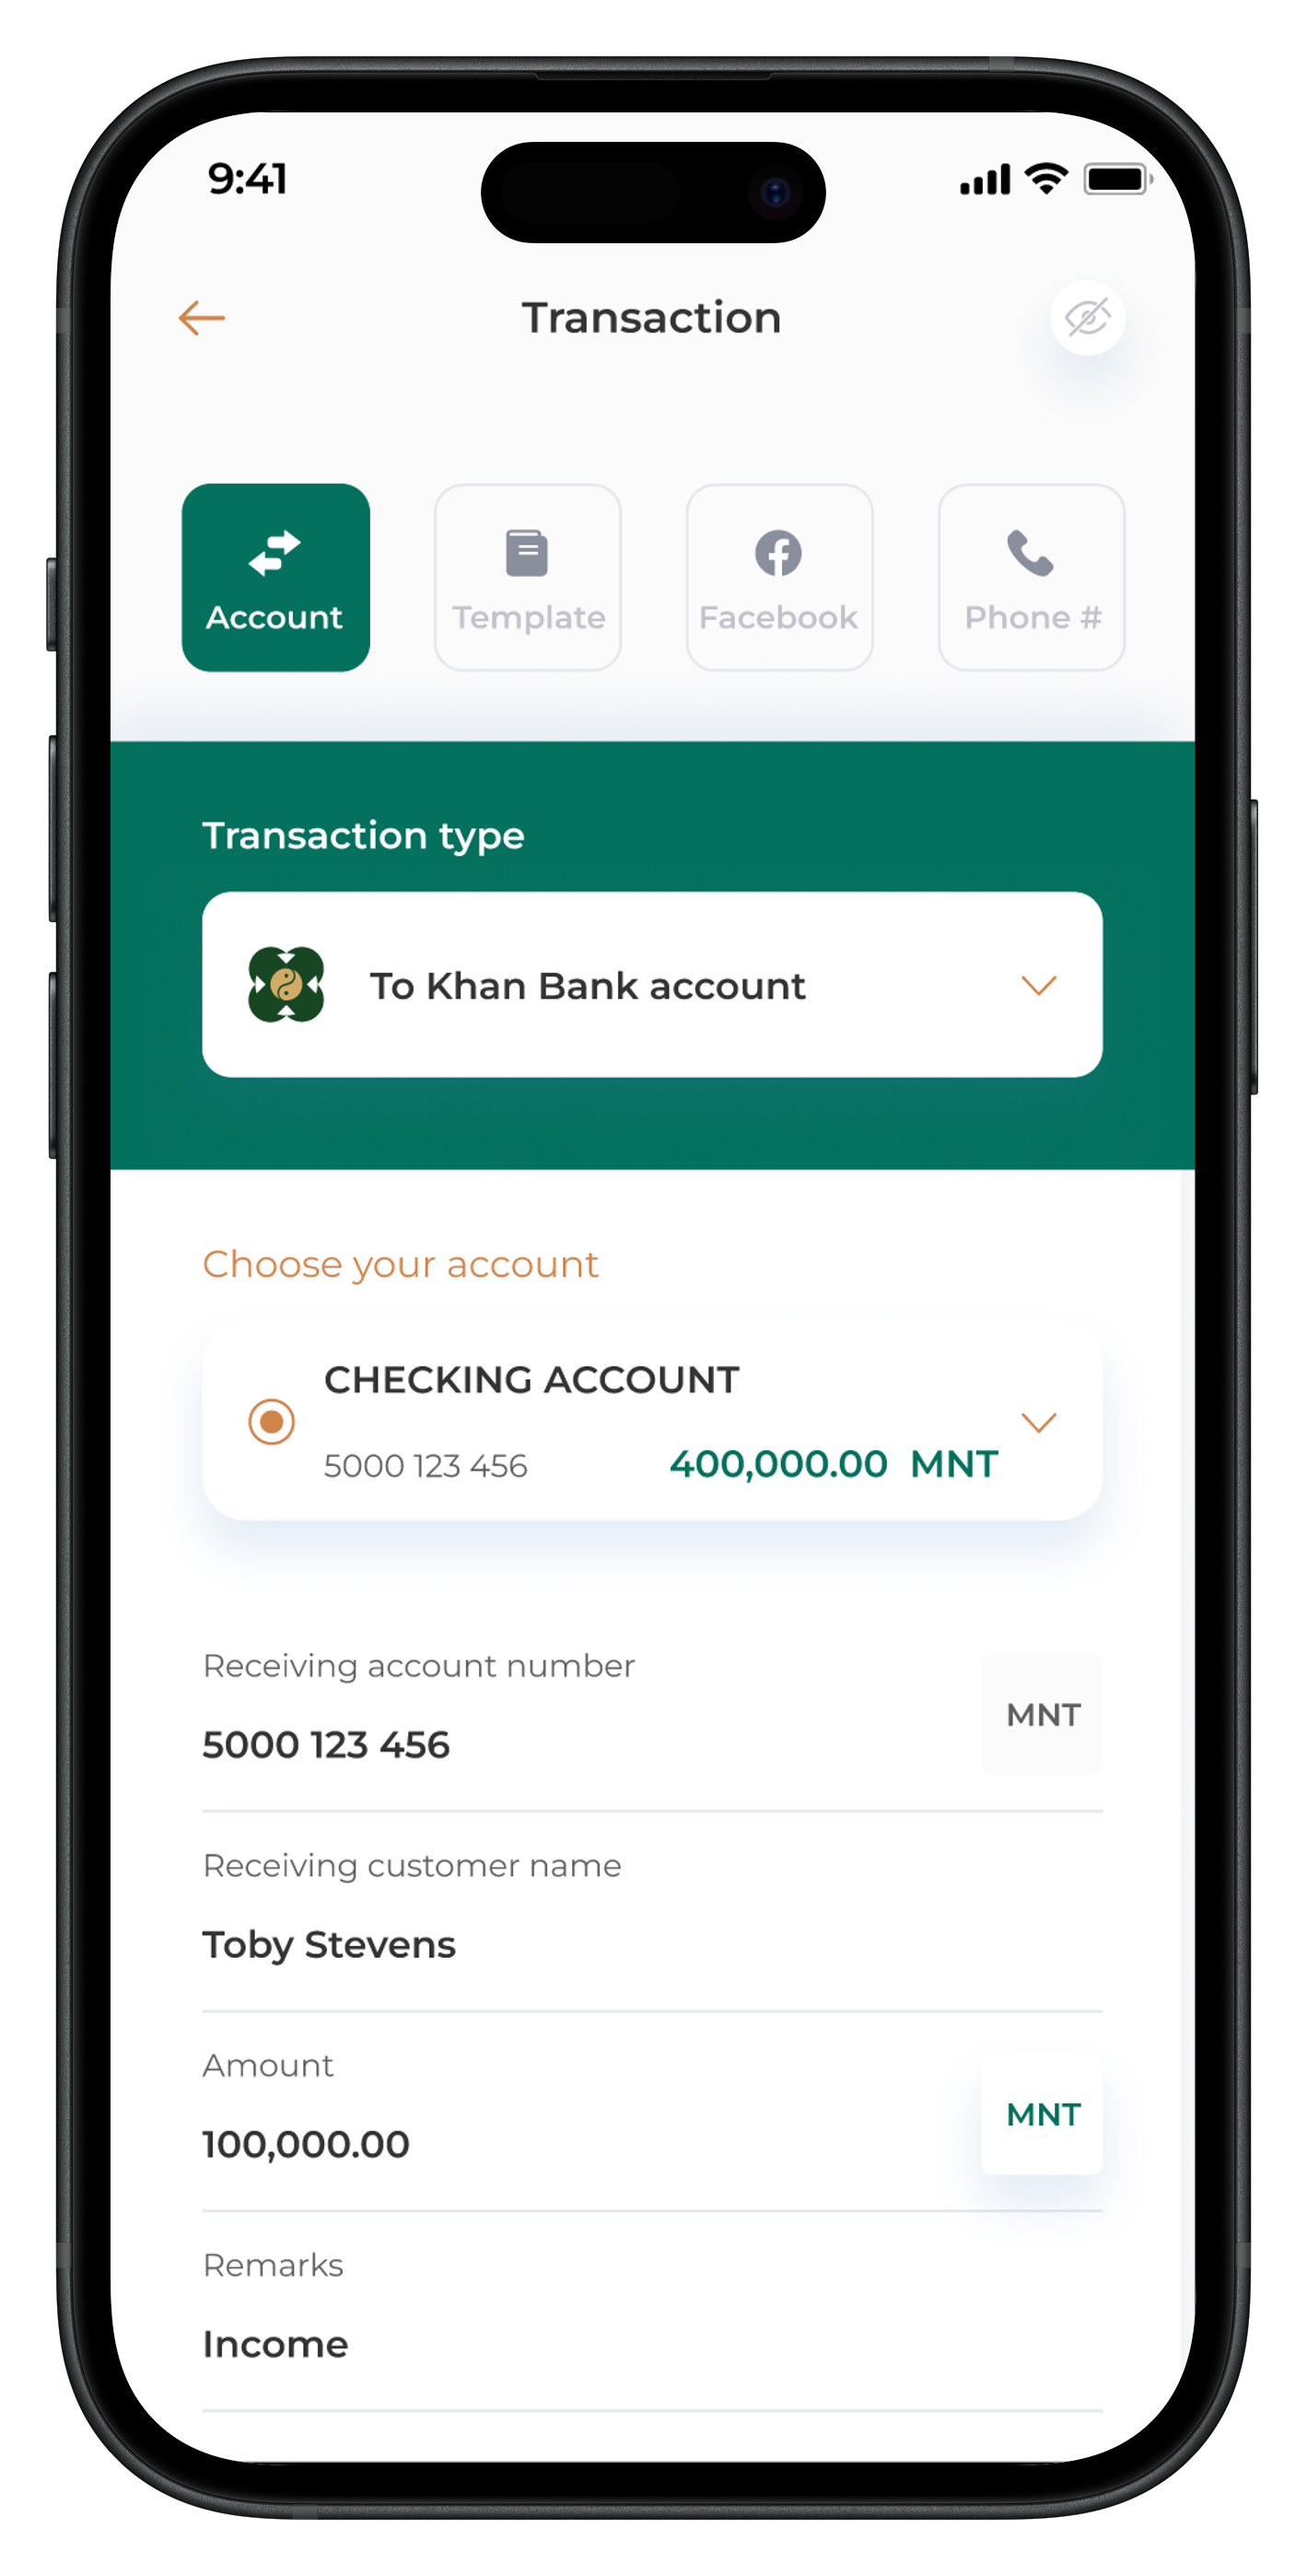 9:41
Transaction
Account
Template
Facebook
Phone #
Transaction type
To Khan Bank account
Choose your account
CHECKING ACCOUNT
5000 123 456 400,000.00 MNT
Receiving account number
MNT
5000 123 456
Receiving customer name
Toby Stevens
Amount
MNT
100,000.00
Remarks
Income